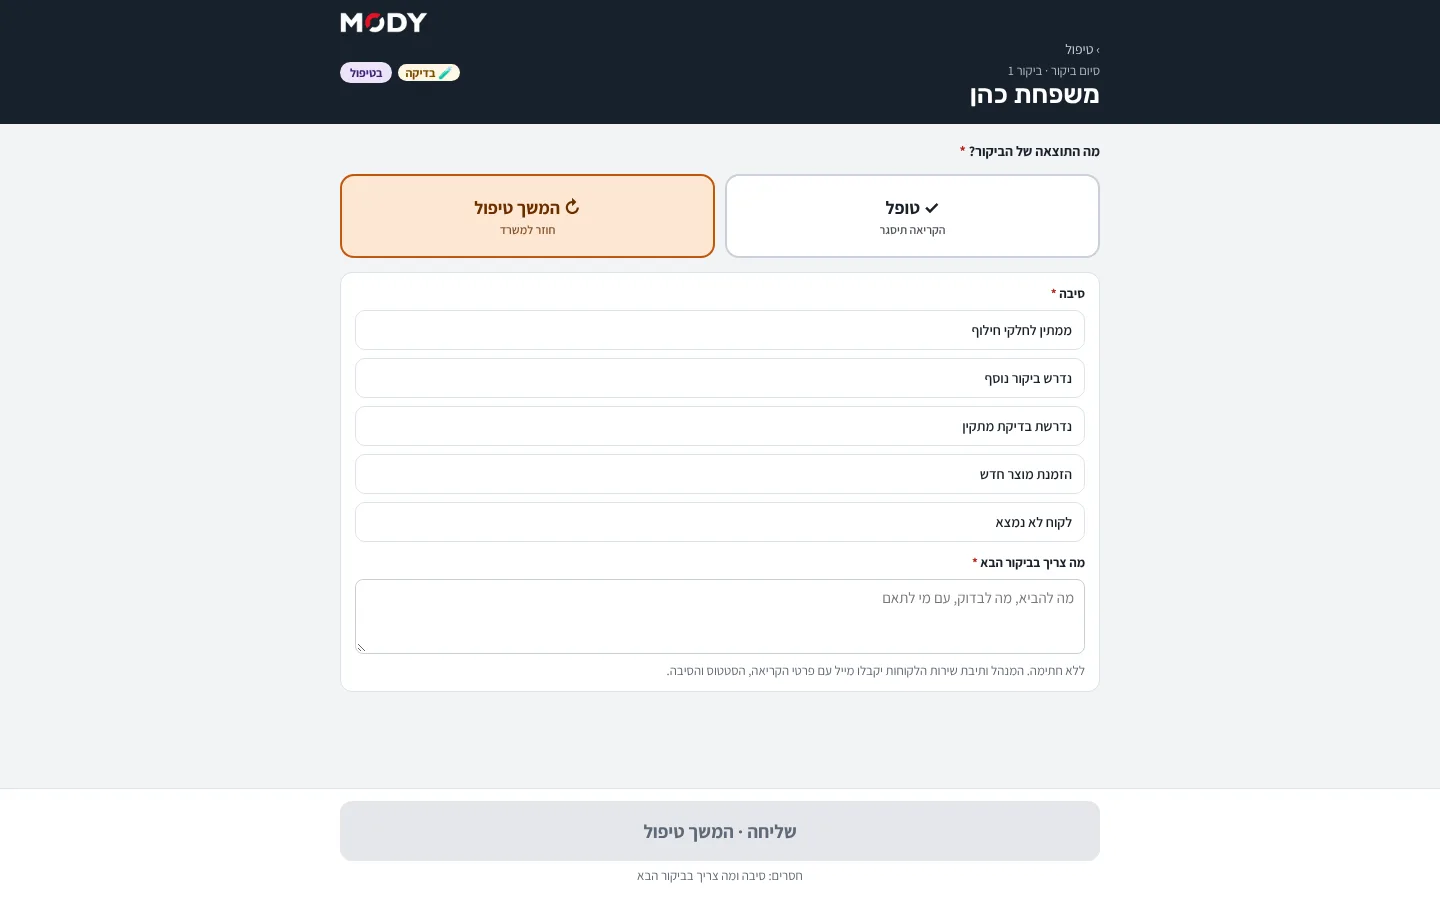 MODY
› טיפול
סיום ביקור · ביקור 1
משפחת כהן
🧪 בדיקה
בטיפול
מה התוצאה של הביקור? *
✓ טופל
הקריאה תיסגר
↻ המשך טיפול
חוזר למשרד
סיבה *
ממתין לחלקי חילוף
נדרש ביקור נוסף
נדרשת בדיקת מתקין
הזמנת מוצר חדש
לקוח לא נמצא
מה צריך בביקור הבא *
מה להביא, מה לבדוק, עם מי לתאם
ללא חתימה. המנהל ותיבת שירות הלקוחות יקבלו מייל עם פרטי הקריאה, הסטטוס והסיבה.
שליחה · המשך טיפול
חסרים: סיבה ומה צריך בביקור הבא